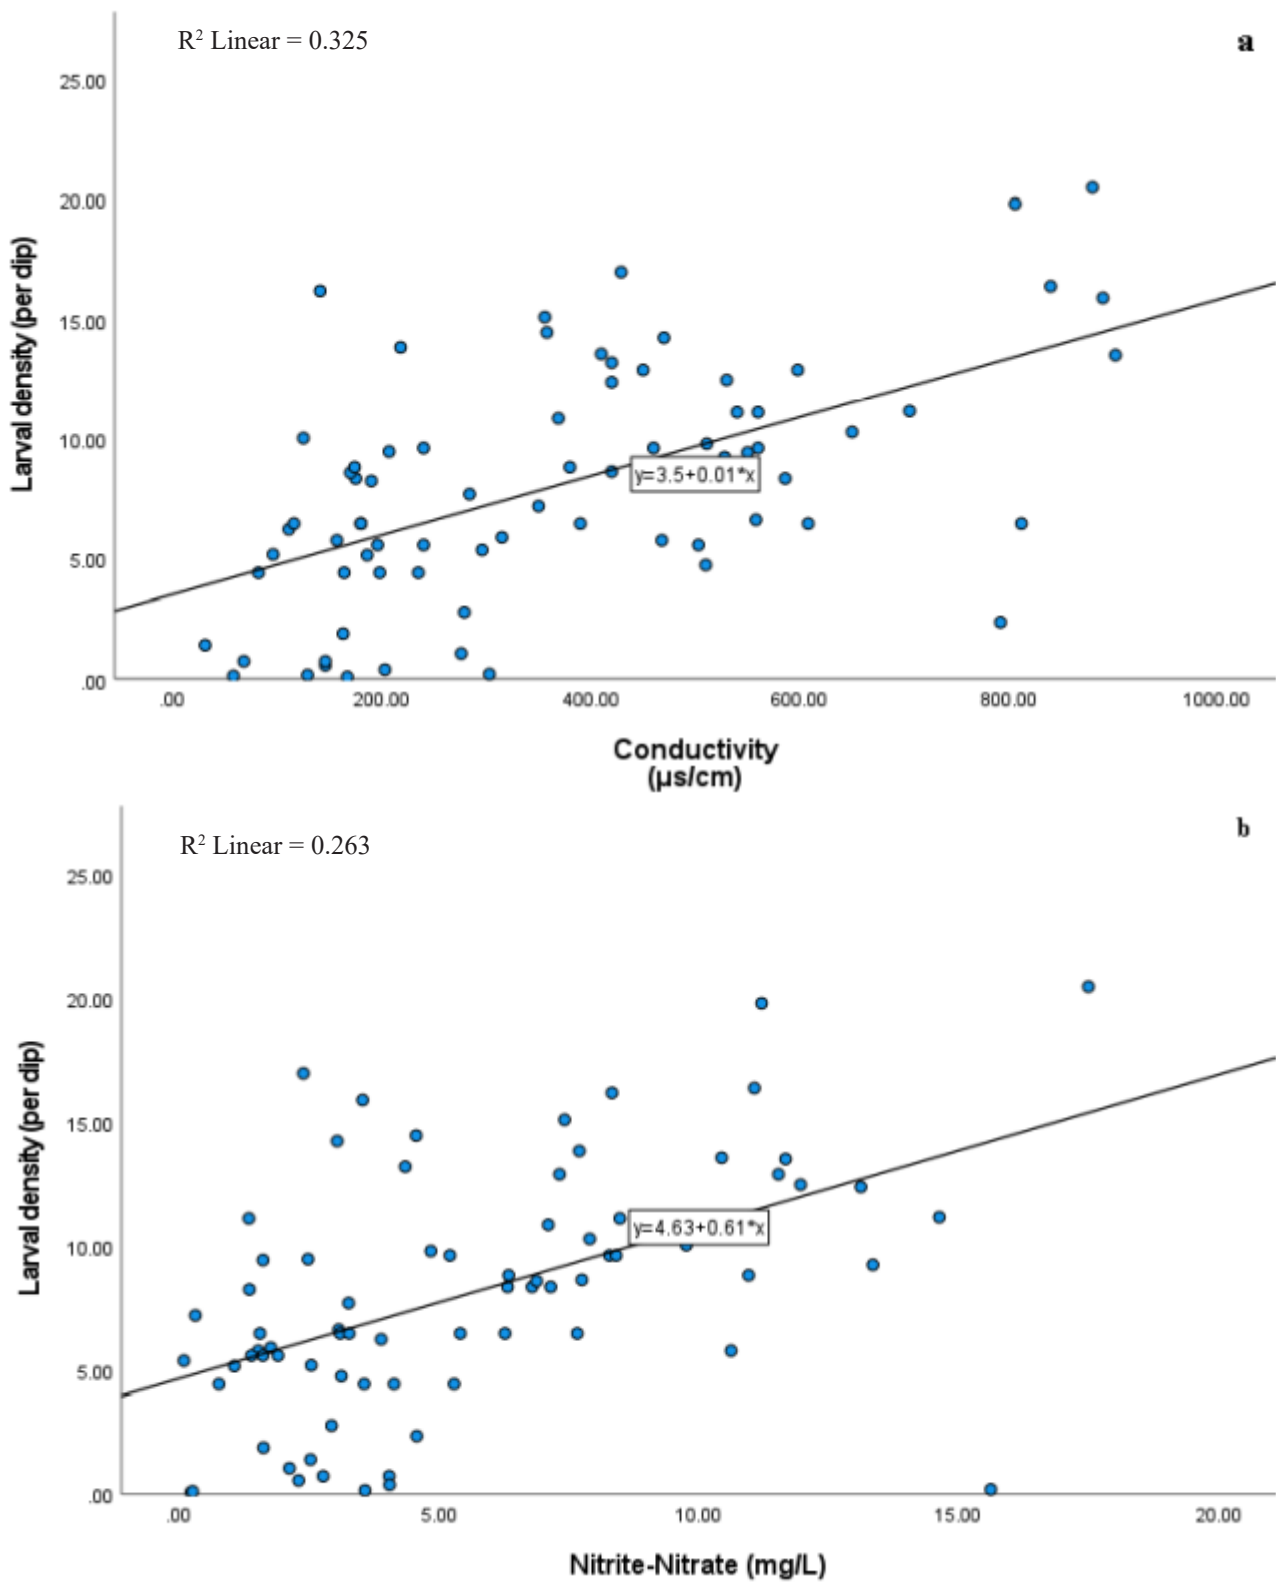 R² Linear = 0.325
a
25.00
20.00
15.00
10.00
5.00
.00
Larval density (per dip)
y=3.5+0.01*x
.00 200.00 400.00 600.00 800.00 1000.00
Conductivity
(µs/cm)
R² Linear = 0.263
b
25.00
20.00
15.00
10.00
5.00
.00
Larval density (per dip)
y=4.63+0.61*x
.00 5.00 10.00 15.00 20.00
Nitrite-Nitrate (mg/L)